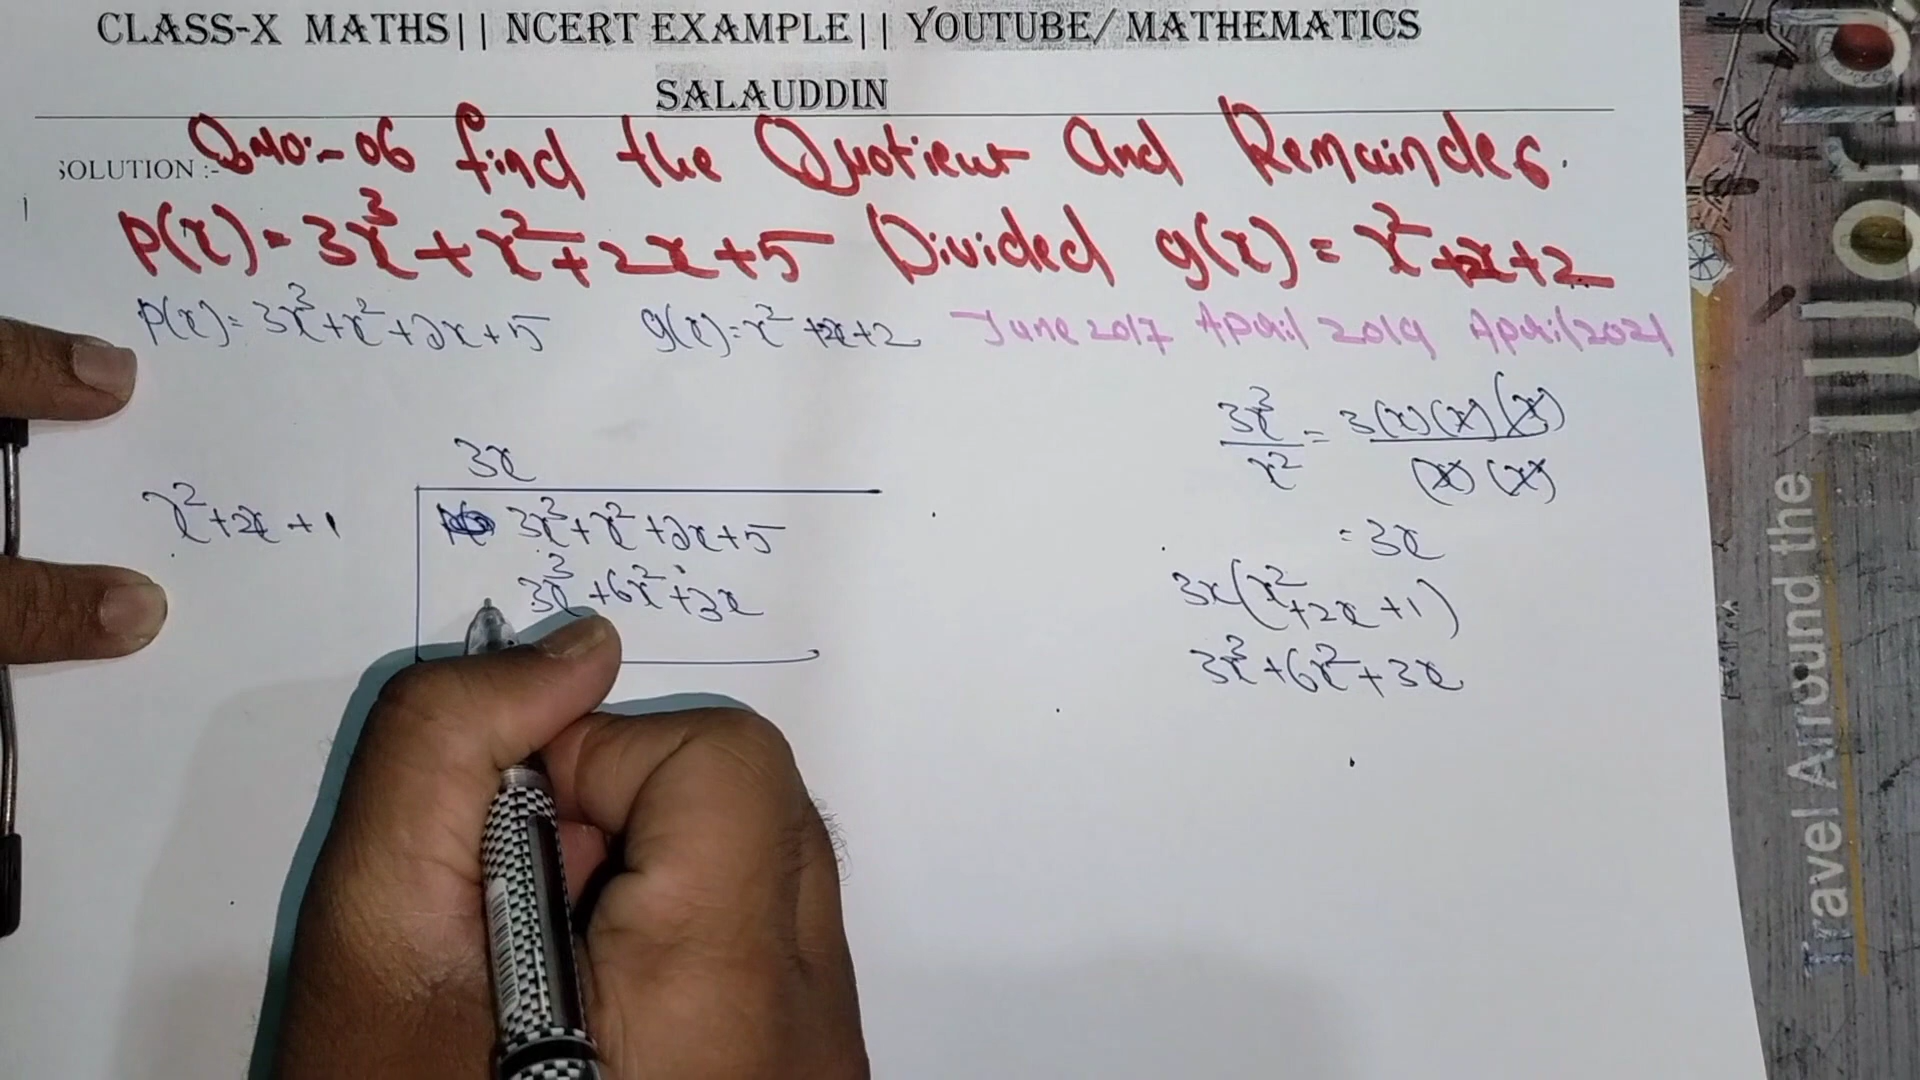 CLASS-X MATHS|| NCERT EXAMPLE|| YOUTUBE/ MATHEMATICS
SALAUDDIN
SOLUTION :- Q.No:- 06 Find the Quotient And Remainder.
P(x) = 3x³ + x² + 2x + 5 Divided g(x) = x² + 2x + 2
P(x) = 3x³ + x² + 2x + 5 g(x) = x² + 2x + 2 June 2017 April 2019 April 2021
3x³/x² = 3(x)(x)(x)/(x)(x)
3x
x² + 2x + 1 3x³ + x² + 2x + 5
= 3x
3x³ + 6x² + 3x
3x(x² + 2x + 1)
3x³ + 6x² + 3x
Travel Arround the
World